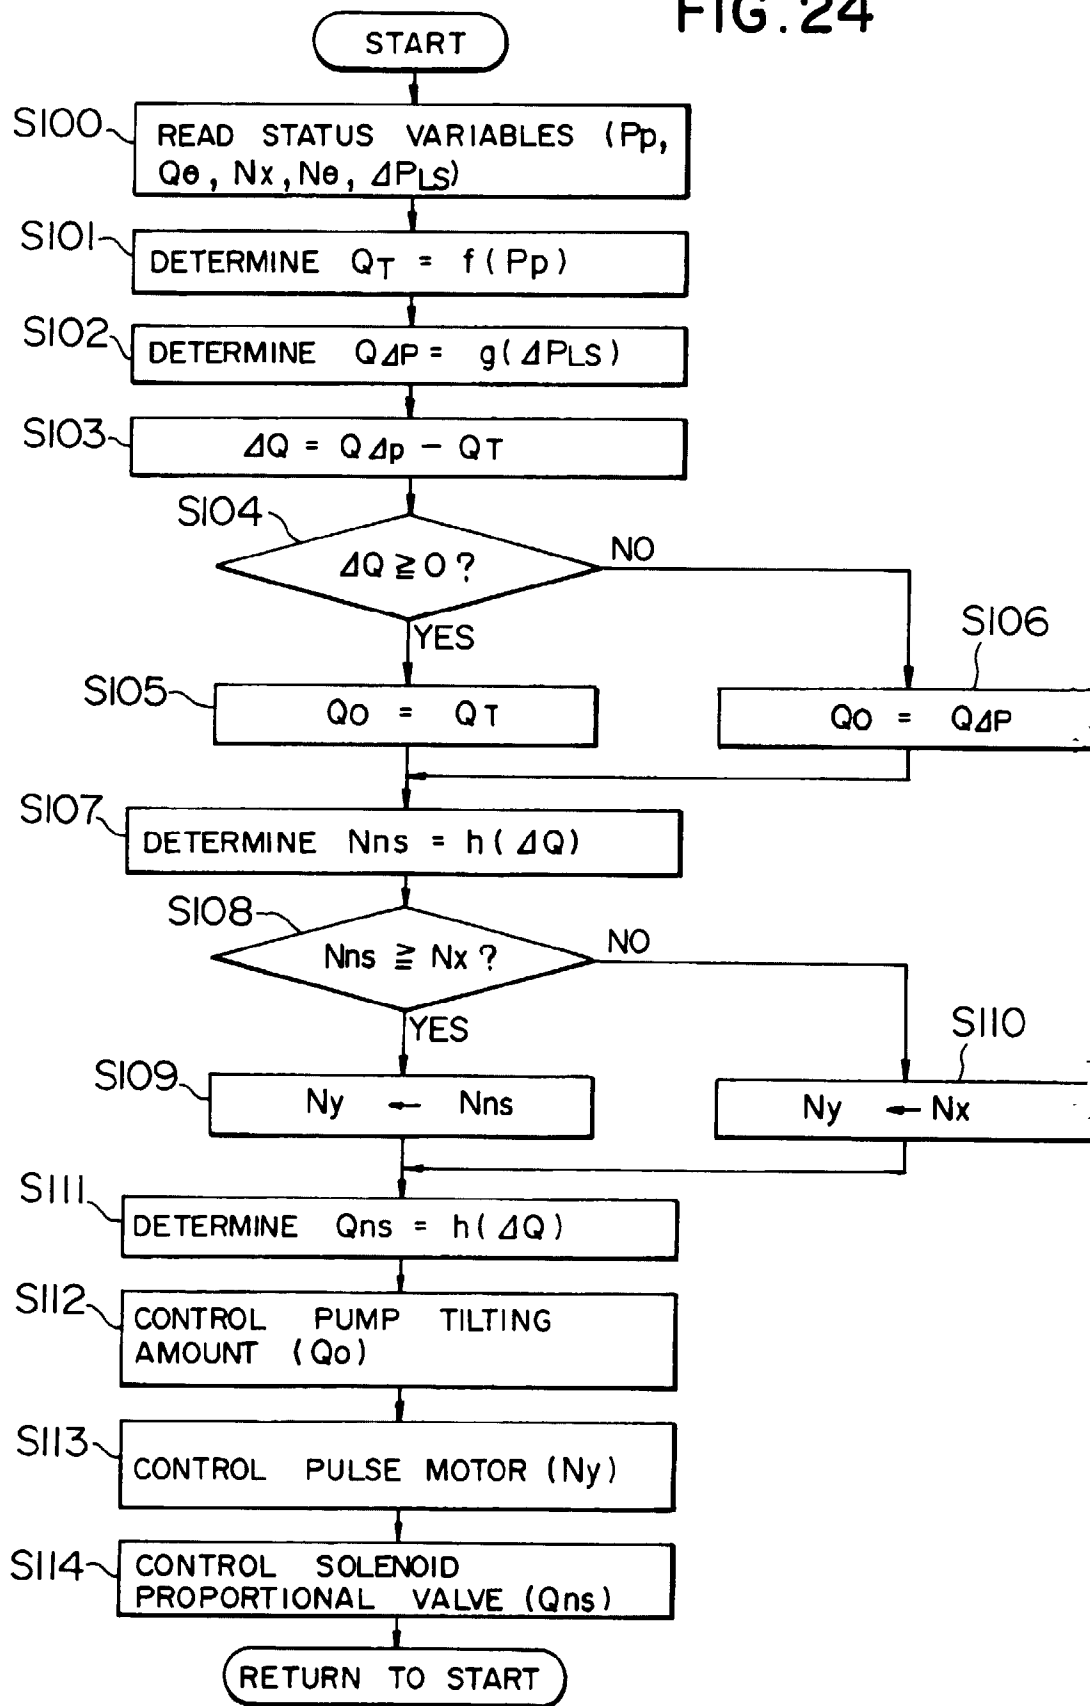 FIG. 24
START
S100
READ STATUS VARIABLES (Pp,
Qθ, Nx, Nθ, ΔPLS)
S101
DETERMINE QT = f(Pp)
S102
DETERMINE QΔP = g(ΔPLS)
S103
ΔQ = QΔp - QT
S104
ΔQ ≧ 0 ?
NO
YES
S105
Qo = QT
S106
Qo = QΔP
S107
DETERMINE Nns = h(ΔQ)
S108
Nns ≧ Nx ?
NO
YES
S109
Ny ← Nns
S110
Ny ← Nx
S111
DETERMINE Qns = h(ΔQ)
S112
CONTROL PUMP TILTING
AMOUNT (Qo)
S113
CONTROL PULSE MOTOR (Ny)
S114
CONTROL SOLENOID
PROPORTIONAL VALVE (Qns)
RETURN TO START